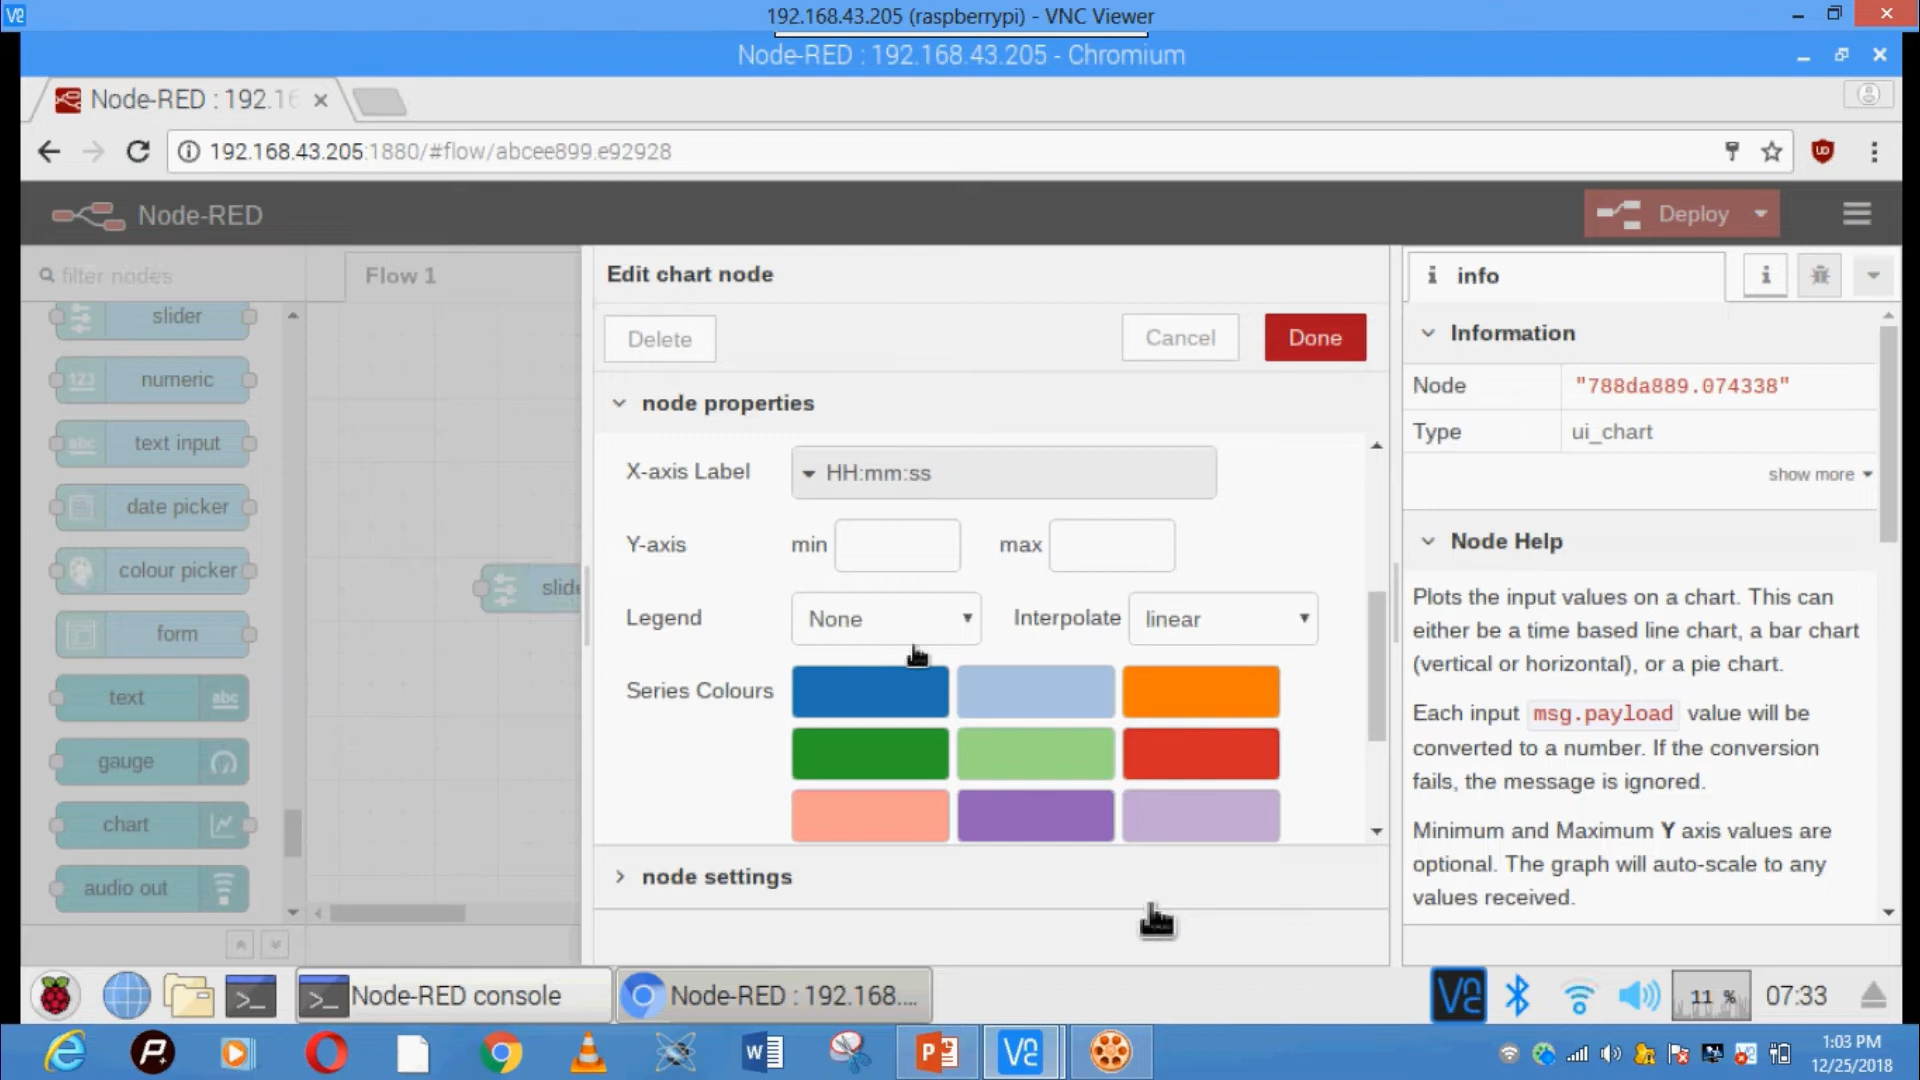 192.168.43.205 (raspberrypi) - VNC Viewer
Node-RED : 192.168.43.205 - Chromium
Node-RED : 192.16
192.168.43.205:1880/#flow/abcee899.e92928
Node-RED
Deploy
filter nodes
Flow 1
slider
numeric
123
text input
abc
date picker
colour picker
form
text
abc
gauge
chart
audio out
slide
Edit chart node
Delete
Cancel
Done
node properties
X-axis Label
HH:mm:ss
Y-axis
min
max
Legend
None
Interpolate
linear
Series Colours
node settings
info
Information
Node
"788da889.074338"
Type
ui_chart
show more
Node Help
Plots the input values on a chart. This can
either be a time based line chart, a bar chart
(vertical or horizontal), or a pie chart.
Each input msg.payload value will be
converted to a number. If the conversion
fails, the message is ignored.
Minimum and Maximum Y axis values are
optional. The graph will auto-scale to any
values received.
Node-RED console
Node-RED : 192.168....
11 %
07:33
1:03 PM
12/25/2018